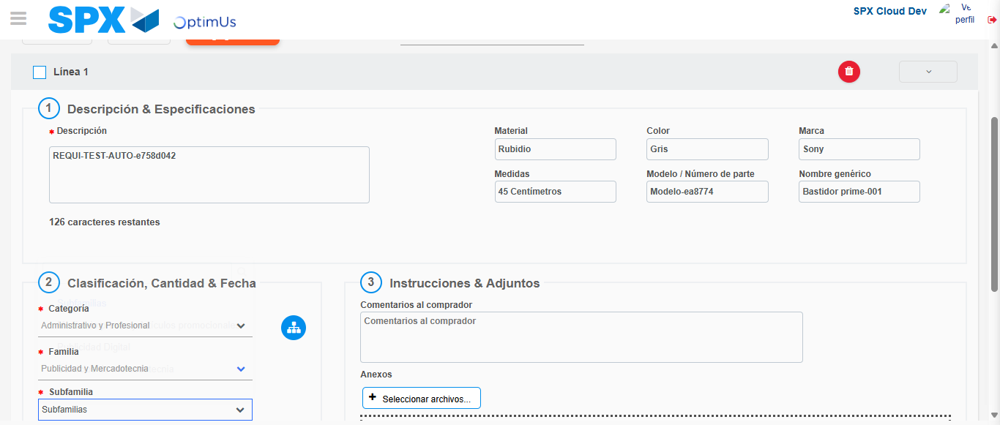 SPX
OptimUs
SPX Cloud Dev
perfil
Línea 1
1
Descripción & Especificaciones
* Descripción
REQUI-TEST-AUTO-e758d042
126 caracteres restantes
Material
Rubidio
Color
Gris
Marca
Sony
Medidas
45 Centímetros
Modelo / Número de parte
Modelo-ea8774
Nombre genérico
Bastidor prime-001
2
Clasificación, Cantidad & Fecha
Subfamilias
* Categoría
Administrativo y Profesional
* Familia
Publicidad y Mercadotecnia
* Subfamilia
Subfamilias
3
Instrucciones & Adjuntos
Comentarios al comprador
Comentarios al comprador
Anexos
+ Seleccionar archivos...